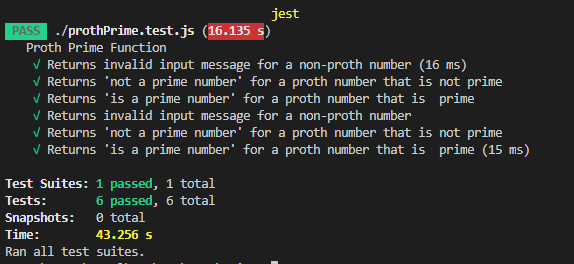 jest
PASS ./prothPrime.test.js (16.135 s)
Proth Prime Function
√ Returns invalid input message for a non-proth number (16 ms)
√ Returns 'not a prime number' for a proth number that is not prime
√ Returns 'is a prime number' for a proth number that is  prime
√ Returns invalid input message for a non-proth number
√ Returns 'not a prime number' for a proth number that is not prime
√ Returns 'is a prime number' for a proth number that is  prime (15 ms)
Test Suites: 1 passed, 1 total
Tests:       6 passed, 6 total
Snapshots:   0 total
Time:        43.256 s
Ran all test suites.